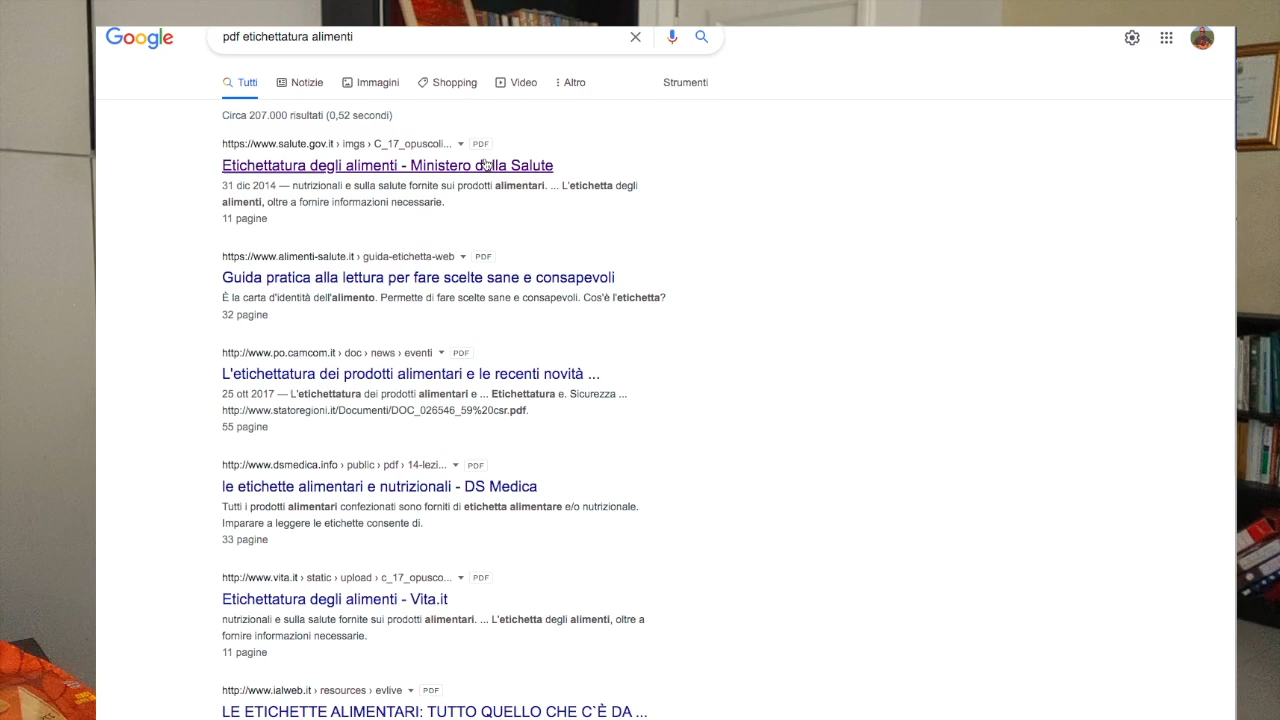 Google
pdf etichettatura alimenti
Tutti Notizie Immagini Shopping Video Altro Strumenti
Circa 207.000 risultati (0,52 secondi)
https://www.salute.gov.it › imgs › C_17_opuscoli... PDF
Etichettatura degli alimenti - Ministero della Salute
31 dic 2014 — nutrizionali e sulla salute fornite sui prodotti alimentari. ... L'etichetta degli
alimenti, oltre a fornire informazioni necessarie.
11 pagine
https://www.alimenti-salute.it › guida-etichetta-web PDF
Guida pratica alla lettura per fare scelte sane e consapevoli
È la carta d'identità dell'alimento. Permette di fare scelte sane e consapevoli. Cos'è l'etichetta?
32 pagine
http://www.po.camcom.it › doc › news › eventi PDF
L'etichettatura dei prodotti alimentari e le recenti novità ...
25 ott 2017 — L'etichettatura dei prodotti alimentari e ... Etichettatura e. Sicurezza ...
http://www.statoregioni.it/Documenti/DOC_026546_59%20csr.pdf.
55 pagine
http://www.dsmedica.info › public › pdf › 14-lezi... PDF
le etichette alimentari e nutrizionali - DS Medica
Tutti i prodotti alimentari confezionati sono forniti di etichetta alimentare e/o nutrizionale.
Imparare a leggere le etichette consente di.
33 pagine
http://www.vita.it › static › upload › c_17_opusco... PDF
Etichettatura degli alimenti - Vita.it
nutrizionali e sulla salute fornite sui prodotti alimentari. ... L'etichetta degli alimenti, oltre a
fornire informazioni necessarie.
11 pagine
http://www.ialweb.it › resources › evlive PDF
LE ETICHETTE ALIMENTARI: TUTTO QUELLO CHE C`È DA ...